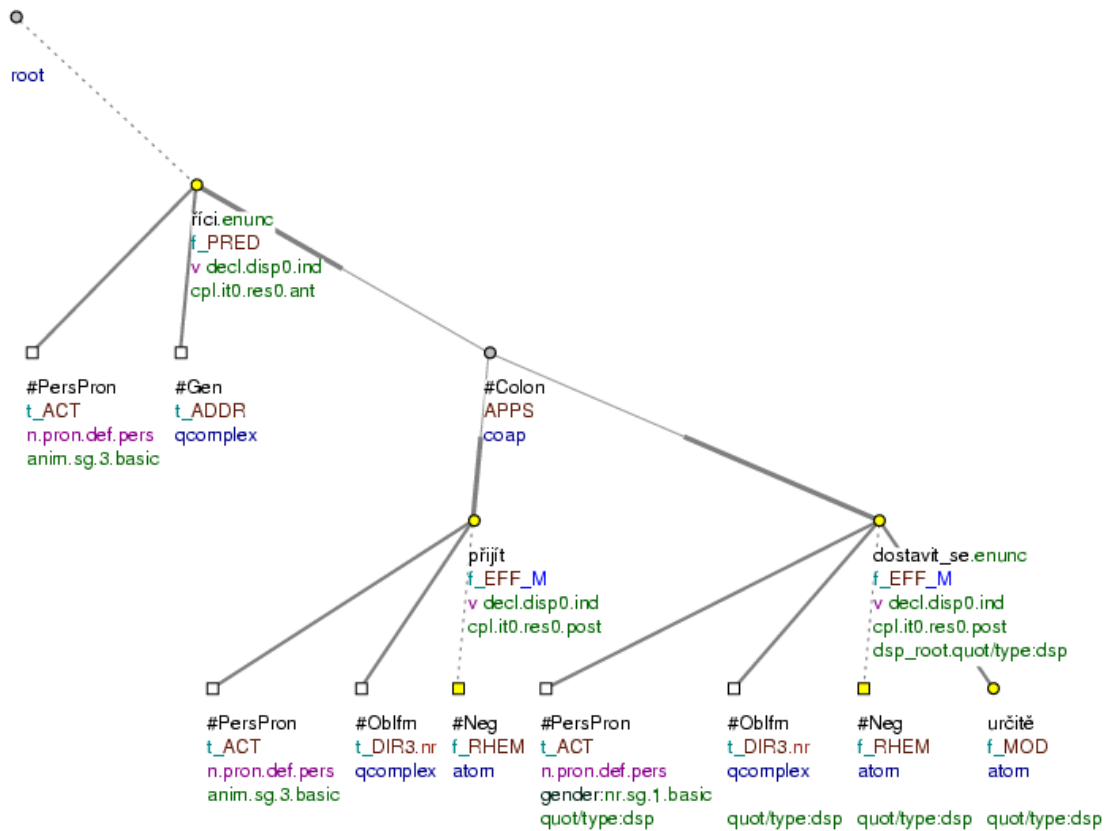 root
říci.enunc
f_PRED
v decl.disp0.ind
cpl.it0.res0.ant
#PersPron
t_ACT
n.pron.def.pers
anim.sg.3.basic
#Gen
t_ADDR
qcomplex
#Colon
APPS
coap
přijít
f_EFF_M
v decl.disp0.ind
cpl.it0.res0.post
dostavit_se.enunc
f_EFF_M
v decl.disp0.ind
cpl.it0.res0.post
dsp_root.quot/type:dsp
#PersPron
t_ACT
n.pron.def.pers
anim.sg.3.basic
#Oblfm
t_DIR3.nr
qcomplex
#Neg
f_RHEM
atom
#PersPron
t_ACT
n.pron.def.pers
gender:nr.sg.1.basic
quot/type:dsp
#Oblfm
t_DIR3.nr
qcomplex
quot/type:dsp
#Neg
f_RHEM
atom
quot/type:dsp
určitě
f_MOD
atom
quot/type:dsp